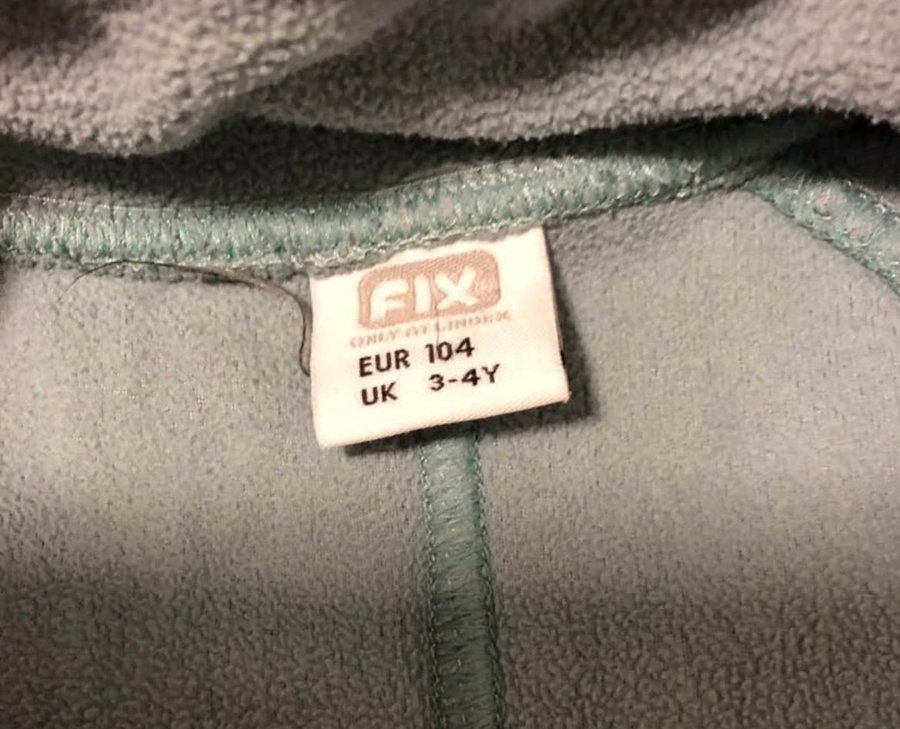 FIX
ONLY AT LINDEX
EUR 104
UK 3-4Y